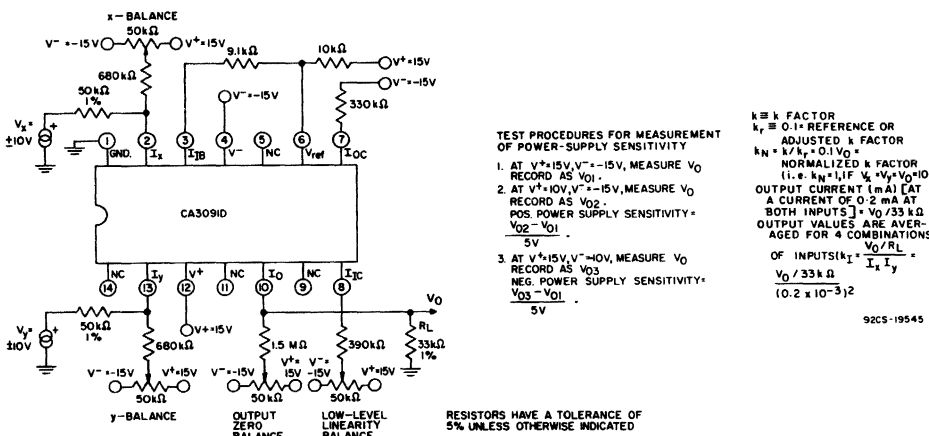 x-BALANCE
50kΩ
V⁻=-15V
V⁺=15V
9.1kΩ
10kΩ
V⁺=15V
V⁻=-15V
680kΩ
50kΩ
1%
V⁻=-15V
330kΩ
Vx=
±10V
+
1 2 3 4 5 6 7
GND. Ix IIB V⁻ NC Vref IOC
CA3091D
NC Iy V⁺ NC IO NC IIC
14 13 12 11 10 9 8
VO
Vy=
±10V
+
50kΩ
1%
V+=15V
RL
33kΩ
1%
680kΩ
1.5 MΩ
390kΩ
V⁻=-15V
V⁺=15V
V⁻=-15V
V⁺=
15V
V⁻=
-15V
V⁺=15V
50kΩ
50kΩ
50kΩ
y-BALANCE
OUTPUT
ZERO
BALANCE
LOW-LEVEL
LINEARITY
BALANCE
RESISTORS HAVE A TOLERANCE OF
5% UNLESS OTHERWISE INDICATED
TEST PROCEDURES FOR MEASUREMENT
OF POWER-SUPPLY SENSITIVITY
1. AT V⁺=15V, V⁻=-15V, MEASURE VO
RECORD AS VO1.
2. AT V⁺=10V, V⁻=-15V, MEASURE VO
RECORD AS VO2.
POS. POWER SUPPLY SENSITIVITY=
VO2-VO1
5V .
3. AT V⁺=15V, V⁻=-10V, MEASURE VO
RECORD AS VO3
NEG. POWER SUPPLY SENSITIVITY=
VO3-VO1
5V .
k≡k FACTOR
kr≡0.1=REFERENCE OR
ADJUSTED k FACTOR
kN=k/kr=0.1VO=
NORMALIZED k FACTOR
(i.e. kN=1,IF Vx=Vy=VO=10
OUTPUT CURRENT (mA) [AT
A CURRENT OF 0.2 mA AT
BOTH INPUTS]=VO/33 kΩ
OUTPUT VALUES ARE AVER-
AGED FOR 4 COMBINATIONS
OF INPUTS(kI=VO/RL
Ix Iy =
VO/33kΩ
(0.2 x 10⁻³)²
92CS-19545